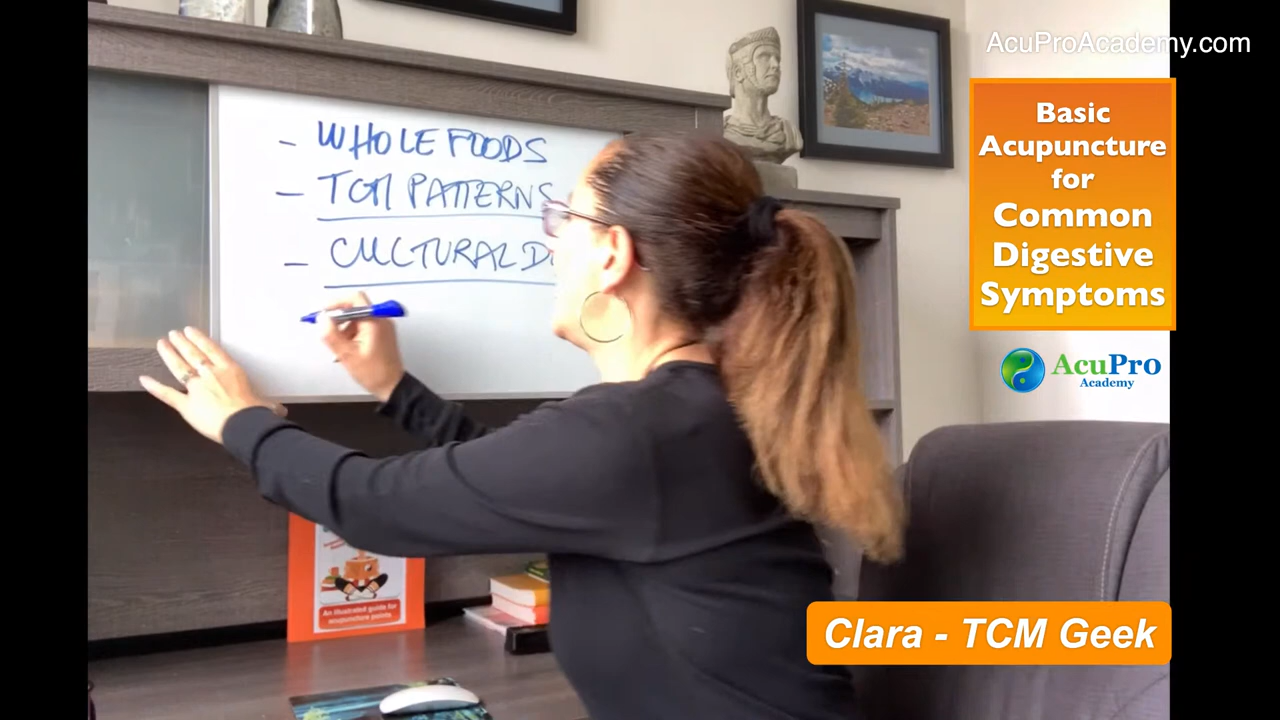 AcuProAcademy.com
Basic
Acupuncture
for
Common
Digestive
Symptoms
AcuPro
Academy
- WHOLE FOODS
- TCM PATTERNS
- CULTURAL D
An illustrated guide for
acupuncture points
Clara - TCM Geek